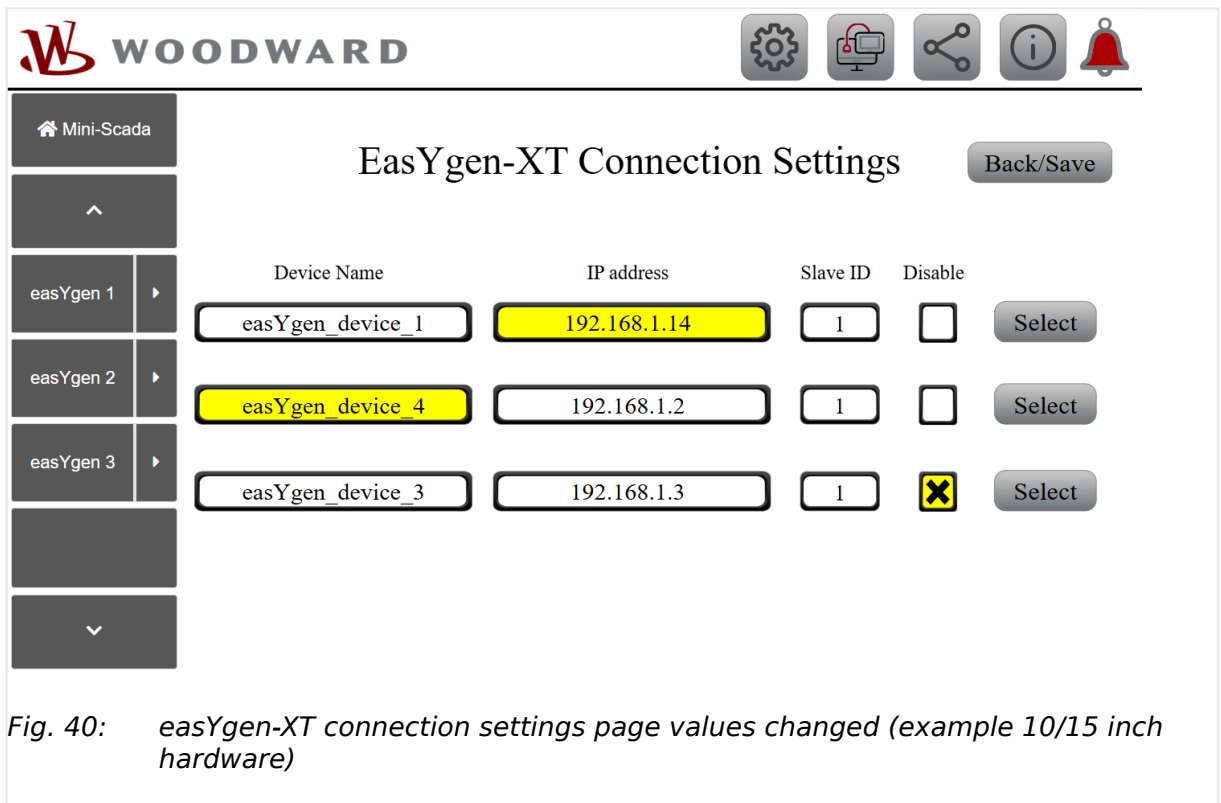 WOODWARD
Mini-Scada
EasYgen-XT Connection Settings
Back/Save
Device Name IP address Slave ID Disable
easYgen 1
easYgen_device_1 192.168.1.14 1 Select
easYgen 2
easYgen_device_4 192.168.1.2 1 Select
easYgen 3
easYgen_device_3 192.168.1.3 1 Select
Fig. 40: easYgen-XT connection settings page values changed (example 10/15 inch
hardware)